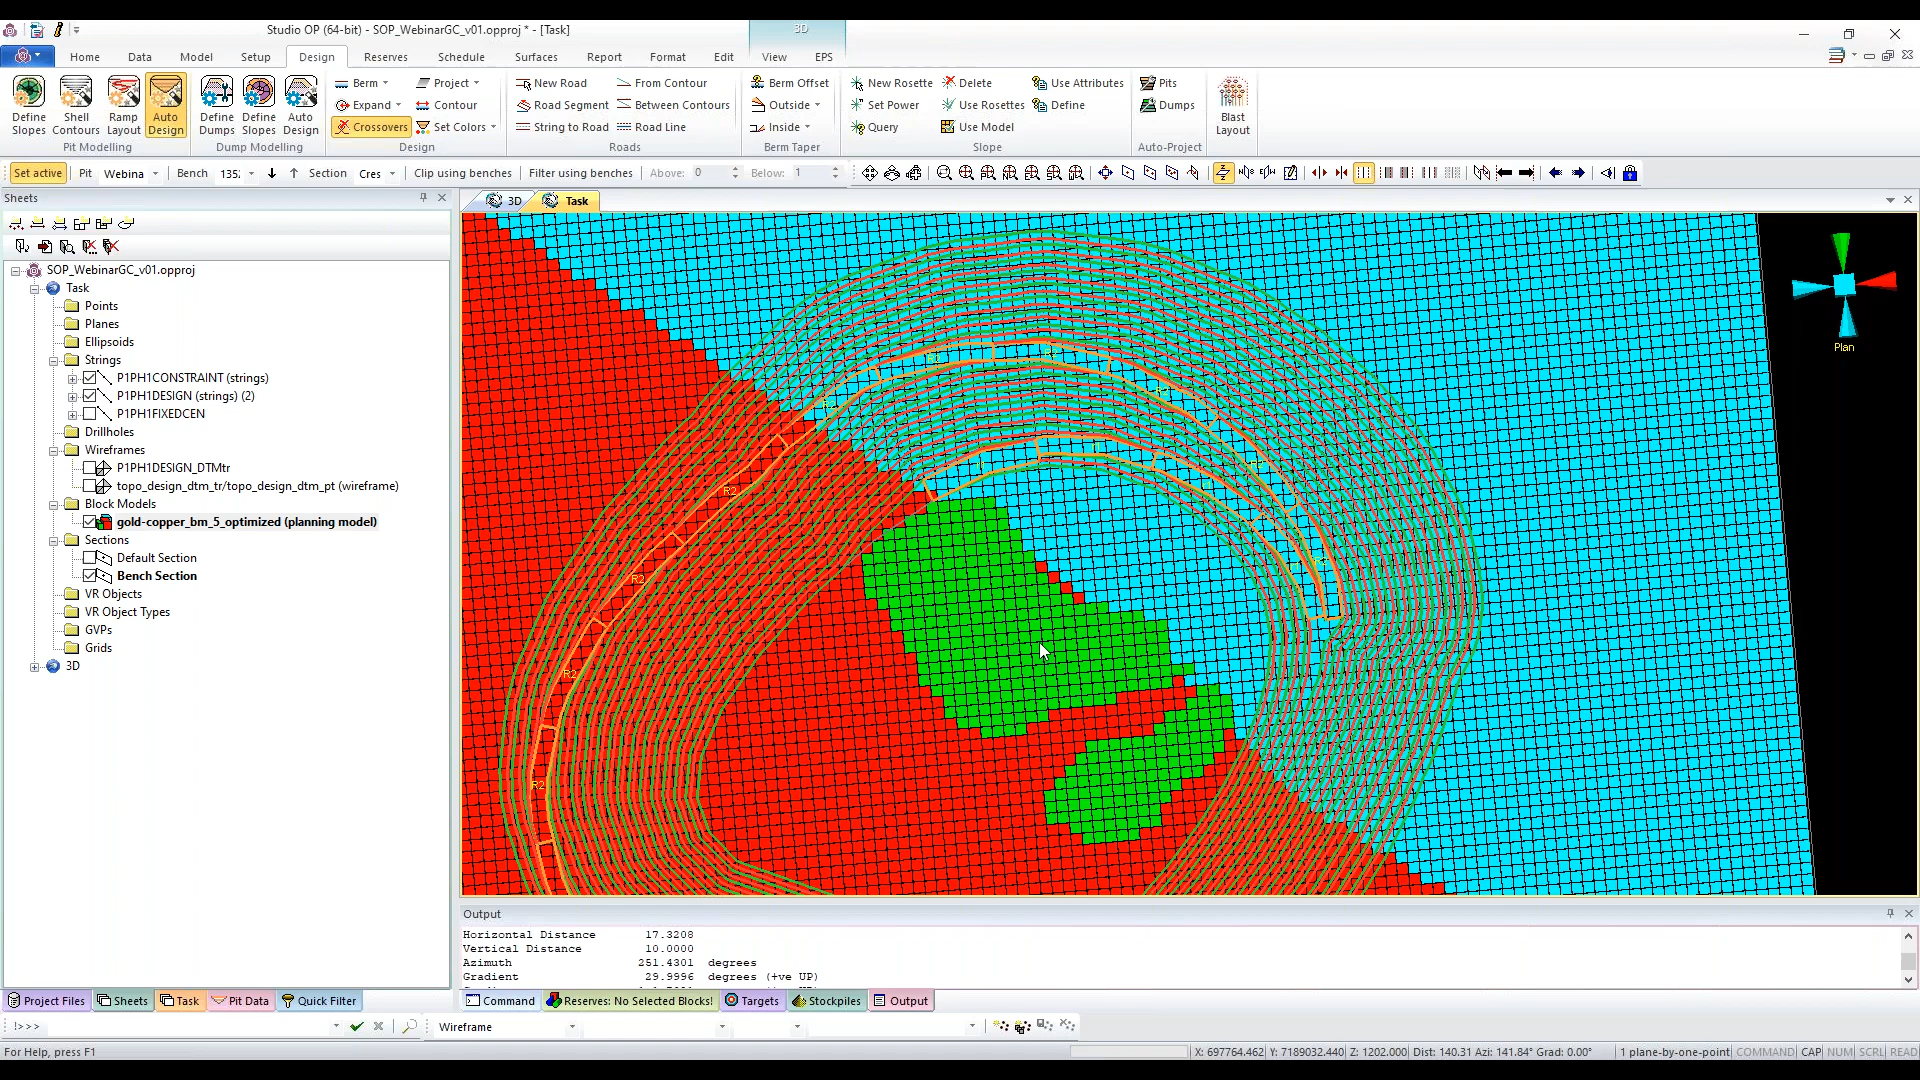 Studio OP (64-bit) - SOP_WebinarGC_v01.opproj * - [Task]
3D
Home Data Model Setup Design Reserves Schedule Surfaces Report Format Edit View EPS
Define Slopes
Shell Contours
Ramp Layout
Auto Design
Pit Modelling
Define Dumps
Define Slopes
Auto Design
Dump Modelling
Berm Project
Expand Contour
Crossovers Set Colors
Design
New Road From Contour
Road Segment Between Contours
String to Road Road Line
Roads
Berm Offset
Outside
Inside
Berm Taper
New Rosette Delete Use Attributes
Set Power Use Rosettes Define
Query Use Model
Slope
Pits
Dumps
Auto-Project
Blast Layout
Set active Pit Webina Bench 135: Section Cres Clip using benches Filter using benches Above: 0 Below: 1
Sheets
3D Task
SOP_WebinarGC_v01.opproj
Task
Points
Planes
Ellipsoids
Strings
P1PH1CONSTRAINT (strings)
P1PH1DESIGN (strings) (2)
P1PH1FIXEDCEN
Drillholes
Wireframes
P1PH1DESIGN_DTMtr
topo_design_dtm_tr/topo_design_dtm_pt (wireframe)
Block Models
gold-copper_bm_5_optimized (planning model)
Sections
Default Section
Bench Section
VR Objects
VR Object Types
GVPs
Grids
3D
Plan
R2
R2
R2
R2
Output
Horizontal Distance 17.3208
Vertical Distance 10.0000
Azimuth 251.4301 degrees
Gradient 29.9996 degrees (+ve UP)
Project Files Sheets Task Pit Data Quick Filter
Command Reserves: No Selected Blocks! Targets Stockpiles Output
!>>> Wireframe
For Help, press F1
X: 697764.462 Y: 7189032.440 Z: 1202.000 Dist: 140.31 Azi: 141.84° Grad: 0.00° 1 plane-by-one-point COMMAND CAP NUM SCRL READ